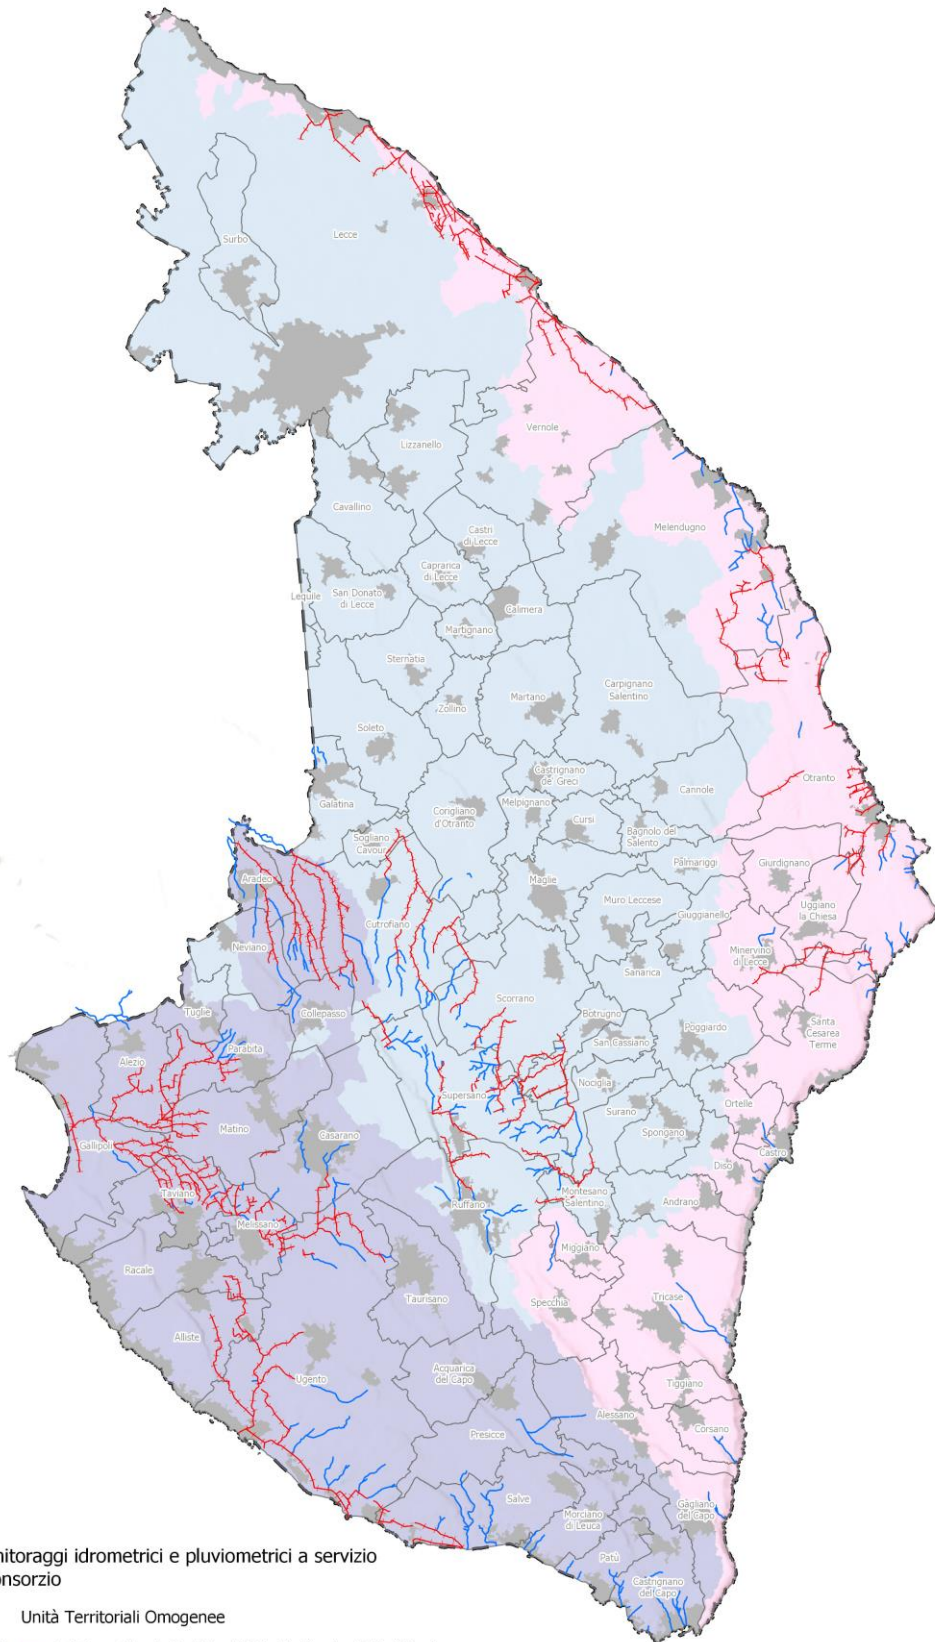 Surbo
Lecce
Lizzanello
Vernole
Cavallino
Melendugno
Castri
di Lecce
Caprarica
di Lecce
Lequile
San Donato
di Lecce
Calimera
Martignano
Sternatia
Zollino
Martano
Carpignano
Salentino
Soleto
Castrignano
de' Greci
Cannole
Otranto
Galatina
Corigliano
d'Otranto
Melpignano
Cursi
Bagnolo del
Salento
Sogliano
Cavour
Palmariggi
Giurdignano
Aradeo
Maglie
Muro Leccese
Giuggianello
Uggiano
la Chiesa
Cutrofiano
Neviano
Minervino
di Lecce
Sanarica
Scorrano
Tuglie
Collepasso
Botrugno
San Cassiano
Poggiardo
Santa
Cesarea
Terme
Alezio
Parabita
Supersano
Nociglia
Surano
Spongano
Ortelle
Castro
Gallipoli
Matino
Casarano
Diso
Taviano
Ruffano
Montesano
Salentino
Andrano
Melissano
Miggiano
Racale
Taurisano
Specchia
Tricase
Alliste
Ugento
Acquarica
del Capo
Tiggiano
Alessano
Corsano
Presicce
Salve
Morciano
di Leuca
Gagliano
del Capo
Patù
Castrignano
del Capo
nitoraggi idrometrici e pluviometrici a servizio
onsorzio
Unità Territoriali Omogenee